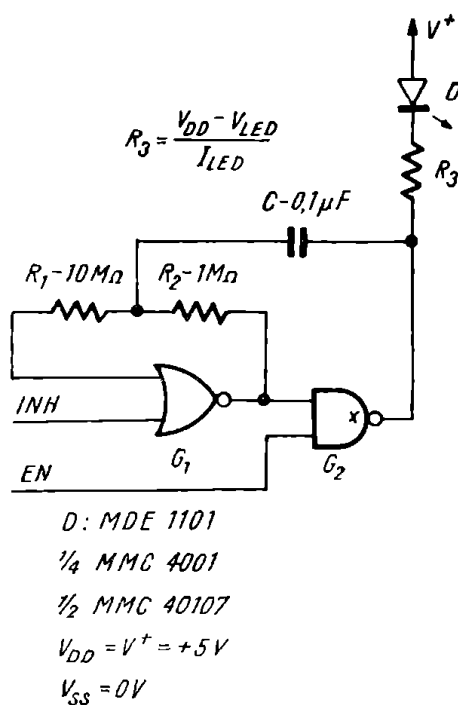 V⁺
D
R₃ = (V_DD − V_LED) / I_LED
R₃
C-0,1μF
R₁-10MΩ
R₂-1MΩ
INH
G₁
EN
x
G₂
D: MDE 1101
¼ MMC 4001
½ MMC 40107
V_DD = V⁺ = +5V
V_SS = 0V